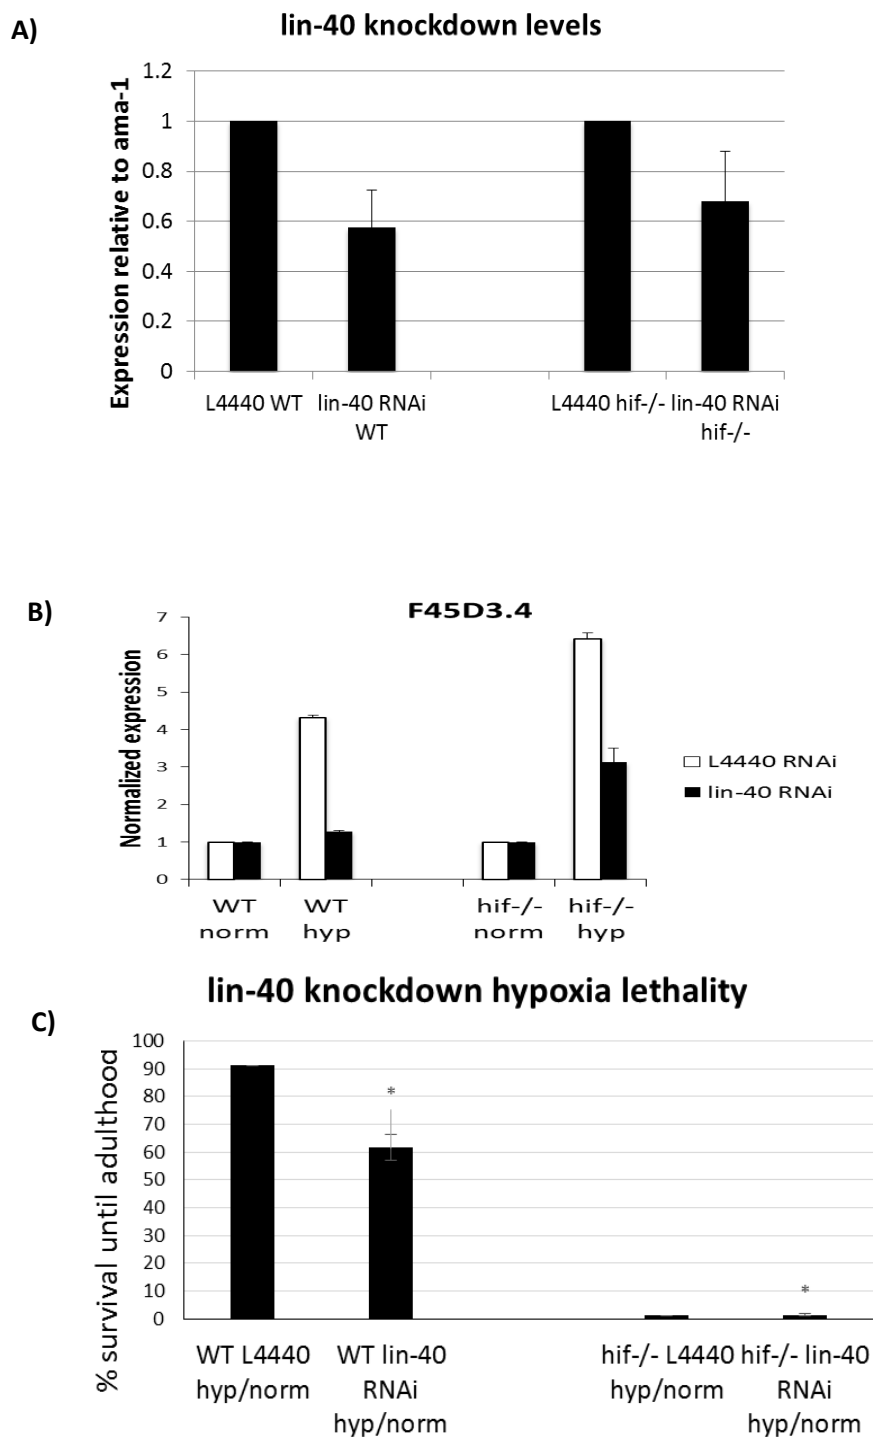 A)
lin-40 knockdown levels
Expression relative to ama-1
1.2
1
0.8
0.6
0.4
0.2
0
L4440 WT
lin-40 RNAi
WT
L4440 hif-/-
lin-40 RNAi
hif-/-
B)
F45D3.4
Normalized expression
7
6
5
4
3
2
1
0
WT
norm
WT
hyp
hif-/-
norm
hif-/-
hyp
L4440 RNAi
lin-40 RNAi
lin-40 knockdown hypoxia lethality
C)
% survival until adulthood
100
90
80
70
60
50
40
30
20
10
0
*
*
WT L4440
hyp/norm
WT lin-40
RNAi
hyp/norm
hif-/- L4440
hyp/norm
hif-/- lin-40
RNAi
hyp/norm